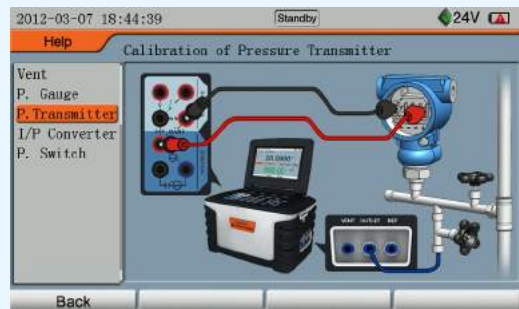 2012-03-07 18:44:39 Standby 24V
Help Calibration of Pressure Transmitter
Vent
P. Gauge
P.Transmitter
I/P Converter
P. Switch
VENT OUTLET REF
Back